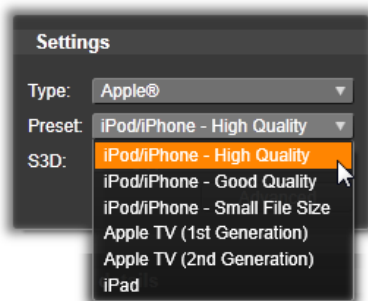 Settings
Type: Apple®
Preset: iPod/iPhone - High Quality
S3D: iPod/iPhone - High Quality
iPod/iPhone - Good Quality
iPod/iPhone - Small File Size
Apple TV (1st Generation)
Apple TV (2nd Generation)
iPad